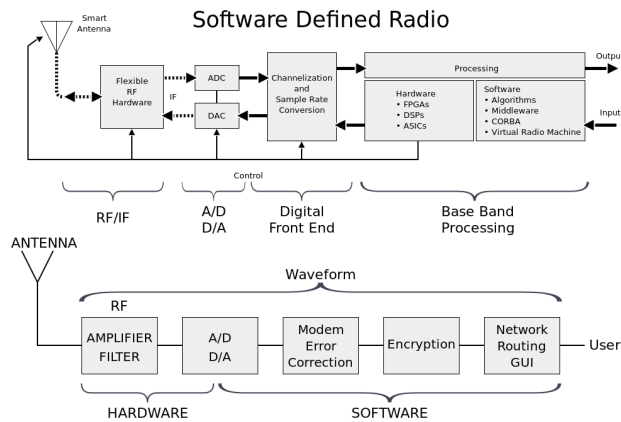 Software Defined Radio
Smart
Antenna
Flexible
RF
Hardware
IF
ADC
DAC
Channelization
and
Sample Rate
Conversion
Processing
Hardware
• FPGAs
• DSPs
• ASICs
Software
• Algorithms
• Middleware
• CORBA
• Virtual Radio Machine
Outpu
Input
Control
RF/IF
A/D
D/A
Digital
Front End
Base Band
Processing
ANTENNA
Waveform
RF
AMPLIFIER
FILTER
A/D
D/A
Modem
Error
Correction
Encryption
Network
Routing
GUI
User
HARDWARE
SOFTWARE